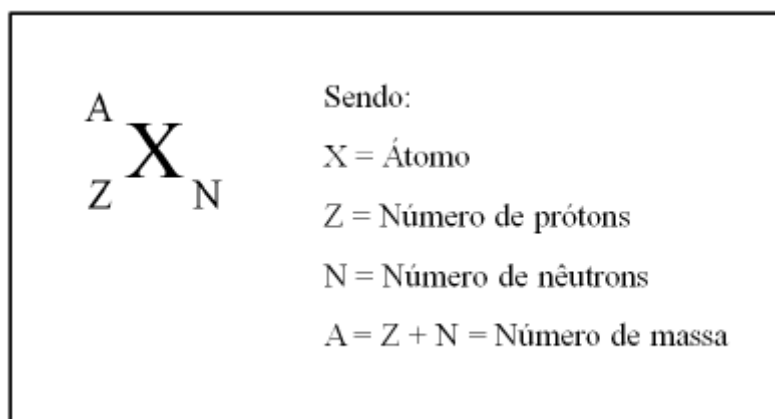 A
X
Z N
Sendo:
X = Átomo
Z = Número de prótons
N = Número de nêutrons
A = Z + N = Número de massa